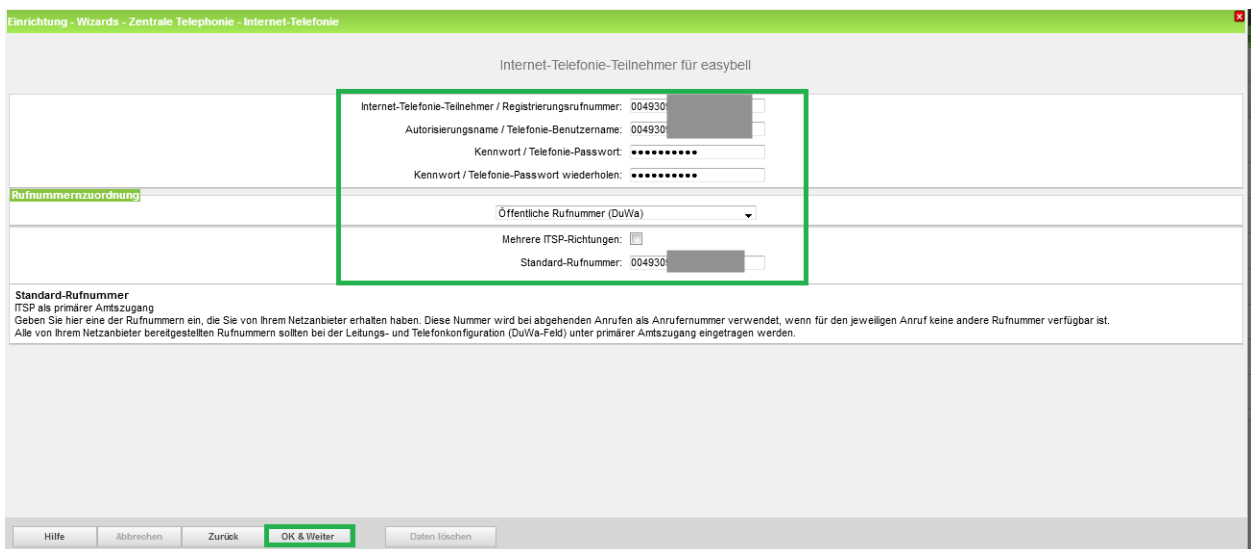 Einrichtung - Wizards - Zentrale Telephonie - Internet-Telefonie
Internet-Telefonie-Teilnehmer für easybell
Internet-Telefonie-Teilnehmer / Registrierungsrufnummer: 004930
Autorisierungsname / Telefonie-Benutzername: 004930
Kennwort / Telefonie-Passwort: ●●●●●●●●●●
Kennwort / Telefonie-Passwort wiederholen: ●●●●●●●●●●
Rufnummernzuordnung
Öffentliche Rufnummer (DuWa)
Mehrere ITSP-Richtungen:
Standard-Rufnummer: 004930
Standard-Rufnummer
ITSP als primärer Amtszugang
Geben Sie hier eine der Rufnummern ein, die Sie von Ihrem Netzanbieter erhalten haben. Diese Nummer wird bei abgehenden Anrufen als Anrufernummer verwendet, wenn für den jeweiligen Anruf keine andere Rufnummer verfügbar ist.
Alle von Ihrem Netzanbieter bereitgestellten Rufnummern sollten bei der Leitungs- und Telefonkonfiguration (DuWa-Feld) unter primärer Amtszugang eingetragen werden.
Hilfe Abbrechen Zurück OK & Weiter Daten löschen